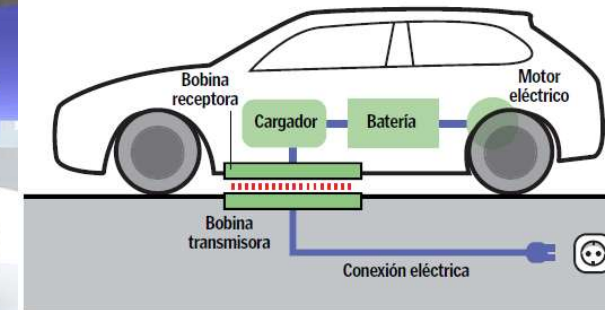 Bobina
receptora
Motor
eléctrico
Cargador
Batería
Bobina
transmisora
Conexión eléctrica